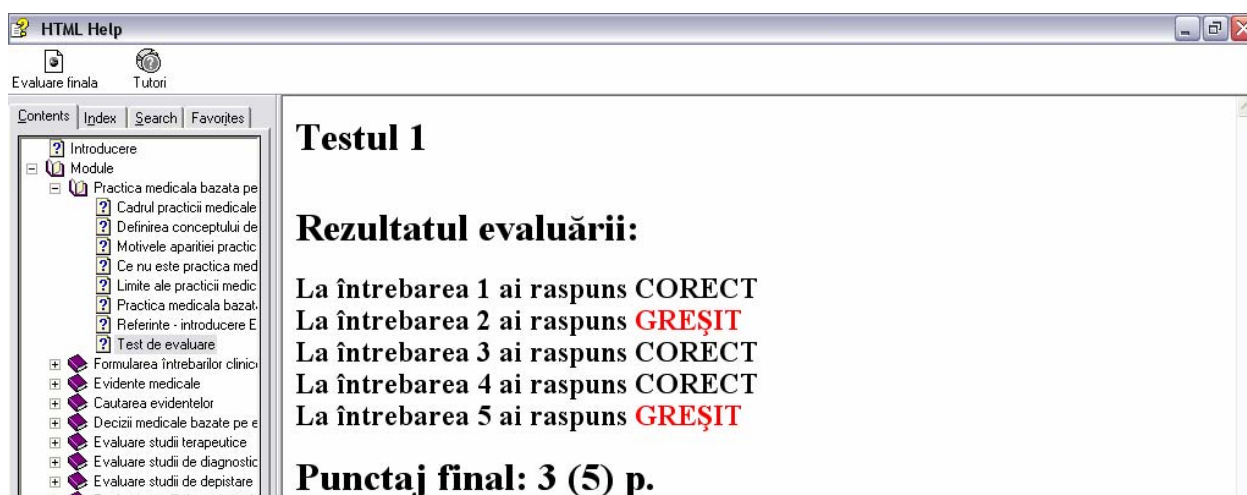 HTML Help
Evaluare finala
Tutori
Contents
Index
Search
Favorites
Introducere
Module
Practica medicala bazata pe
Cadrul practicii medicale
Definirea conceptului de
Motivele aparitiei practic
Ce nu este practica med
Limite ale practicii medic
Practica medicala bazat
Referinte - introducere E
Test de evaluare
Formularea întrebarilor clinic
Evidente medicale
Cautarea evidentelor
Decizii medicale bazate pe e
Evaluare studii terapeutice
Evaluare studii de diagnostic
Evaluare studii de depistare
Testul 1
Rezultatul evaluării:
La întrebarea 1 ai raspuns CORECT
La întrebarea 2 ai raspuns GREŞIT
La întrebarea 3 ai raspuns CORECT
La întrebarea 4 ai raspuns CORECT
La întrebarea 5 ai raspuns GREŞIT
Punctaj final: 3 (5) p.